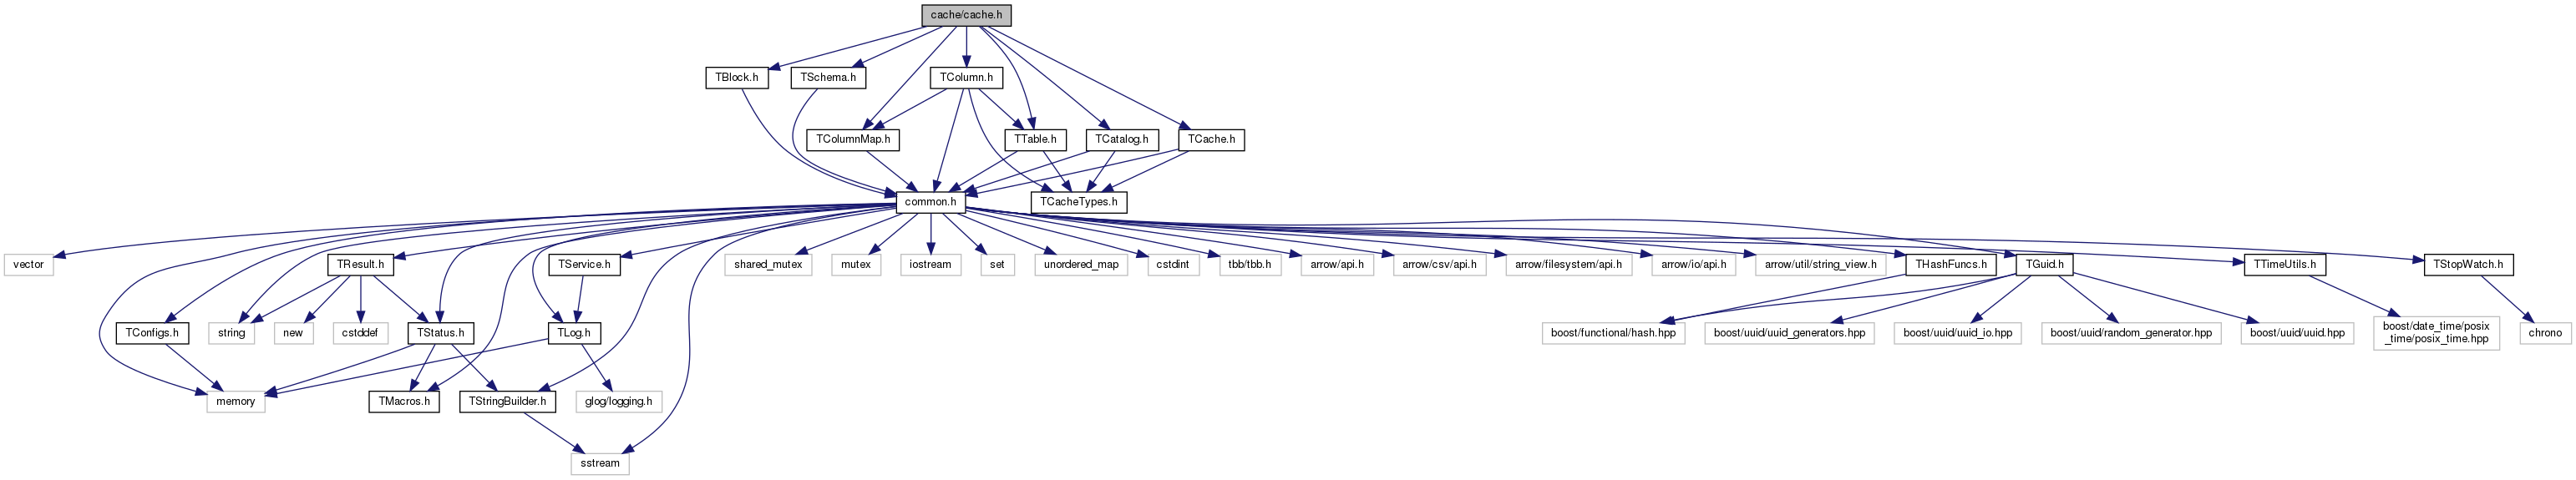 cache/cache.h
TBlock.h
TSchema.h
TColumn.h
TColumnMap.h
TTable.h
TCatalog.h
TCache.h
common.h
TCacheTypes.h
vector
TResult.h
TService.h
shared_mutex
mutex
iostream
set
unordered_map
cstdint
tbb/tbb.h
arrow/api.h
arrow/csv/api.h
arrow/filesystem/api.h
arrow/io/api.h
arrow/util/string_view.h
THashFuncs.h
TGuid.h
TTimeUtils.h
TStopWatch.h
TConfigs.h
string
new
cstddef
TStatus.h
TLog.h
boost/functional/hash.hpp
boost/uuid/uuid_generators.hpp
boost/uuid/uuid_io.hpp
boost/uuid/random_generator.hpp
boost/uuid/uuid.hpp
boost/date_time/posix
_time/posix_time.hpp
chrono
memory
TMacros.h
TStringBuilder.h
glog/logging.h
sstream